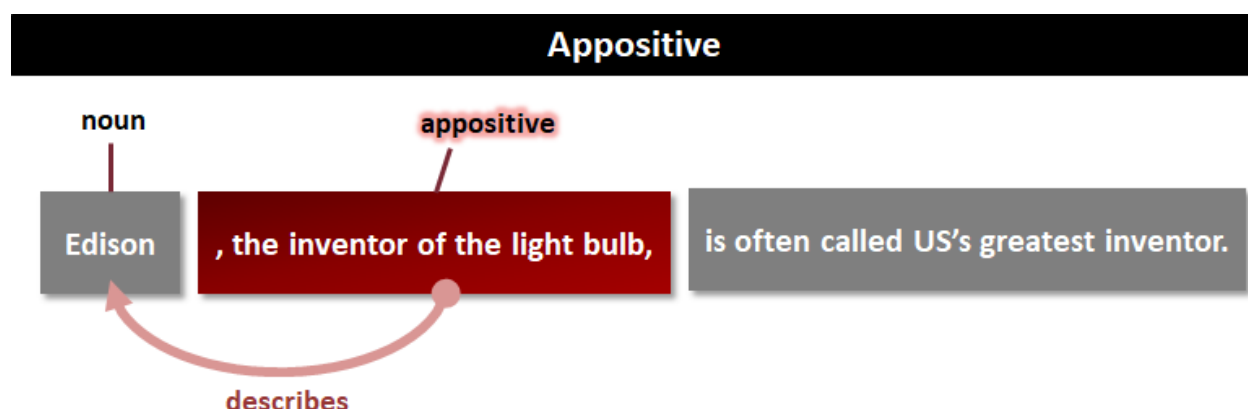 Appositive
noun
appositive
Edison , the inventor of the light bulb, is often called US’s greatest inventor.
describes